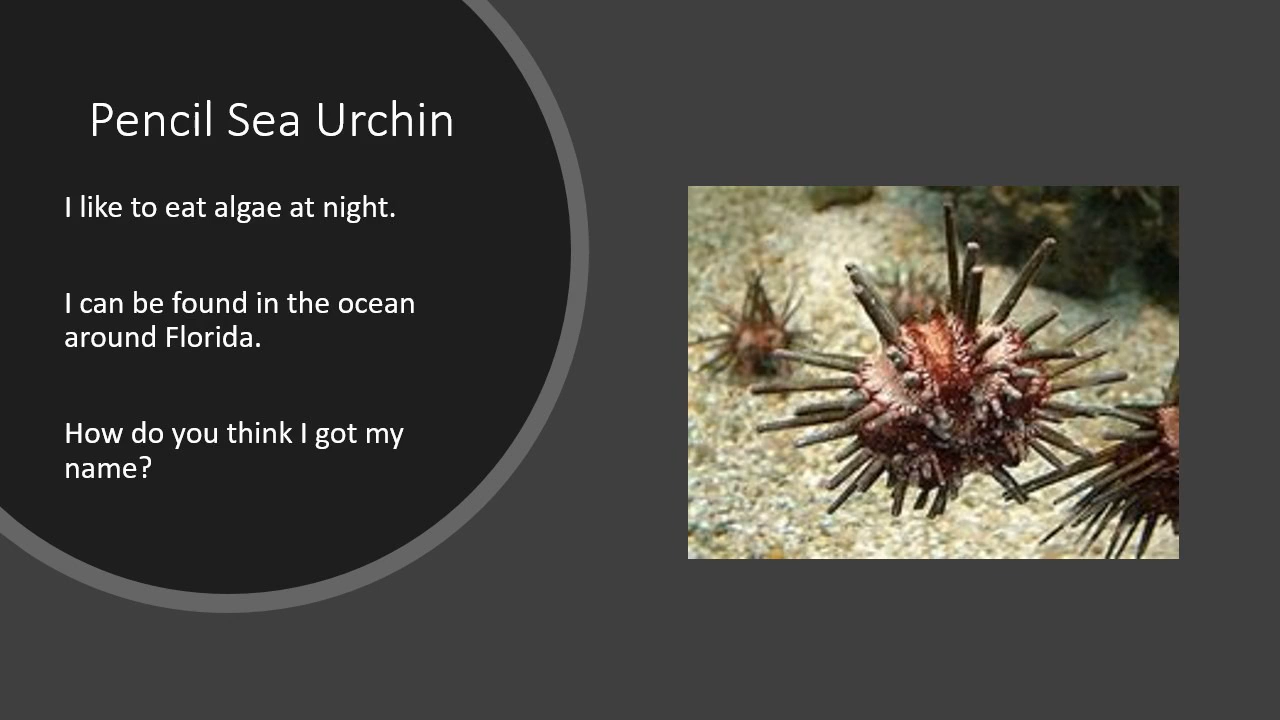 Pencil Sea Urchin
I like to eat algae at night.
I can be found in the ocean
around Florida.
How do you think I got my
name?